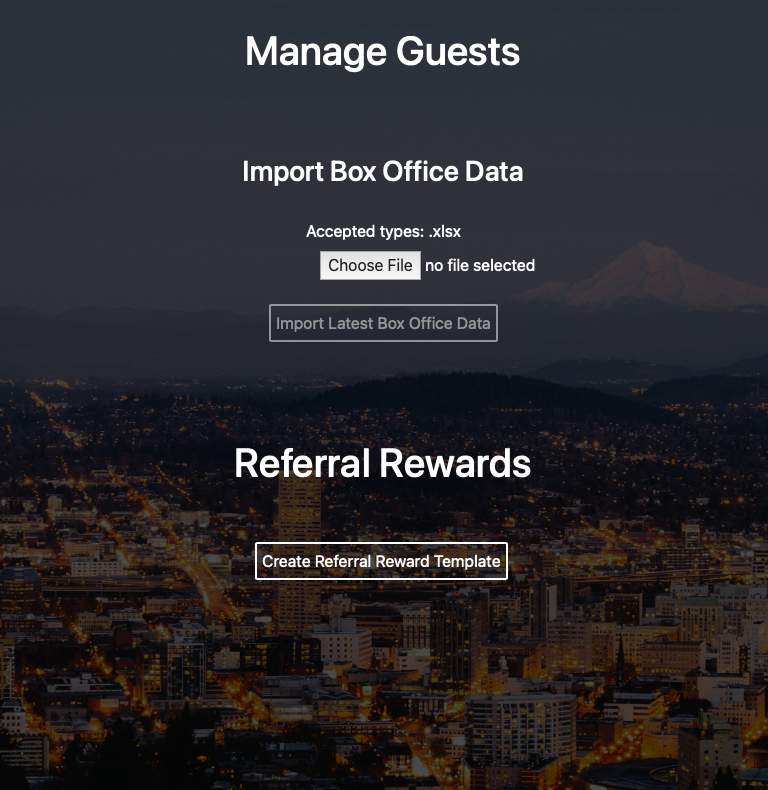 Manage Guests
Import Box Office Data
Accepted types: .xlsx
Choose File no file selected
Import Latest Box Office Data
Referral Rewards
Create Referral Reward Template